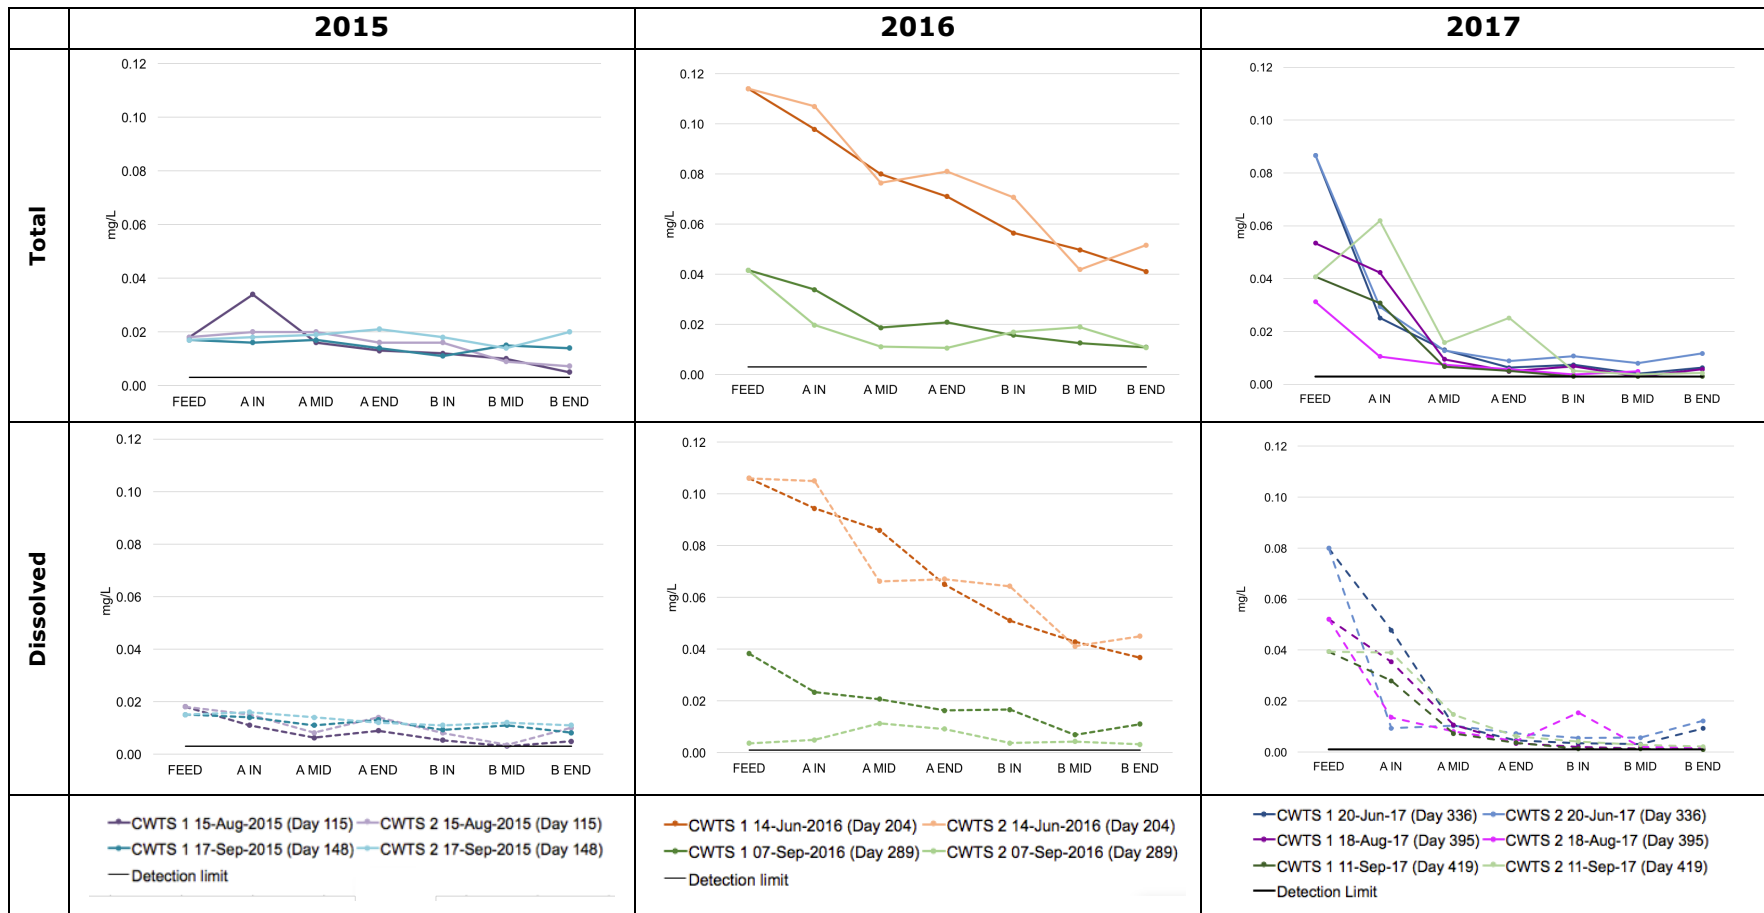 2015 2016 2017
Total
0.12
0.10
0.08
0.06
0.04
0.02
0.00
mg/L
FEED A IN A MID A END B IN B MID B END
0.12
0.10
0.08
0.06
0.04
0.02
0.00
mg/L
FEED A IN A MID A END B IN B MID B END
0.12
0.10
0.08
0.06
0.04
0.02
0.00
mg/L
FEED A IN A MID A END B IN B MID B END
Dissolved
0.12
0.10
0.08
0.06
0.04
0.02
0.00
mg/L
FEED A IN A MID A END B IN B MID B END
0.12
0.10
0.08
0.06
0.04
0.02
0.00
mg/L
FEED A IN A MID A END B IN B MID B END
0.12
0.10
0.08
0.06
0.04
0.02
0.00
mg/L
FEED A IN A MID A END B IN B MID B END
CWTS 1 15-Aug-2015 (Day 115) CWTS 2 15-Aug-2015 (Day 115)
CWTS 1 17-Sep-2015 (Day 148) CWTS 2 17-Sep-2015 (Day 148)
Detection limit
CWTS 1 14-Jun-2016 (Day 204) CWTS 2 14-Jun-2016 (Day 204)
CWTS 1 07-Sep-2016 (Day 289) CWTS 2 07-Sep-2016 (Day 289)
Detection limit
CWTS 1 20-Jun-17 (Day 336) CWTS 2 20-Jun-17 (Day 336)
CWTS 1 18-Aug-17 (Day 395) CWTS 2 18-Aug-17 (Day 395)
CWTS 1 11-Sep-17 (Day 419) CWTS 2 11-Sep-17 (Day 419)
Detection Limit